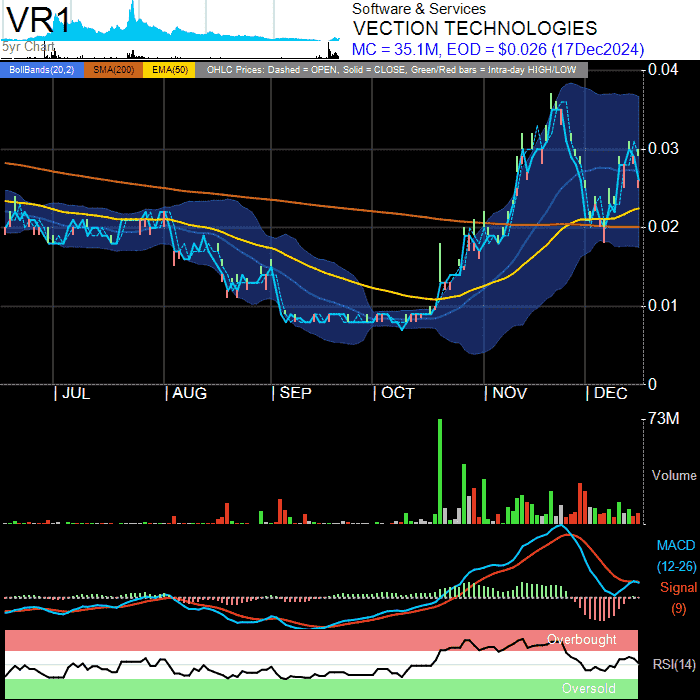 VR1
5yr Chart
Software & Services
VECTION TECHNOLOGIES
MC = 35.1M, EOD = $0.026 (17Dec2024)
BollBands(20,2) SMA(200) EMA(50) OHLC Prices: Dashed = OPEN, Solid = CLOSE, Green/Red bars = Intra-day HIGH/LOW
0.04
0.03
0.02
0.01
0
JUL AUG SEP OCT NOV DEC
73M
Volume
MACD
(12-26)
Signal
(9)
Overbought
RSI(14)
Oversold